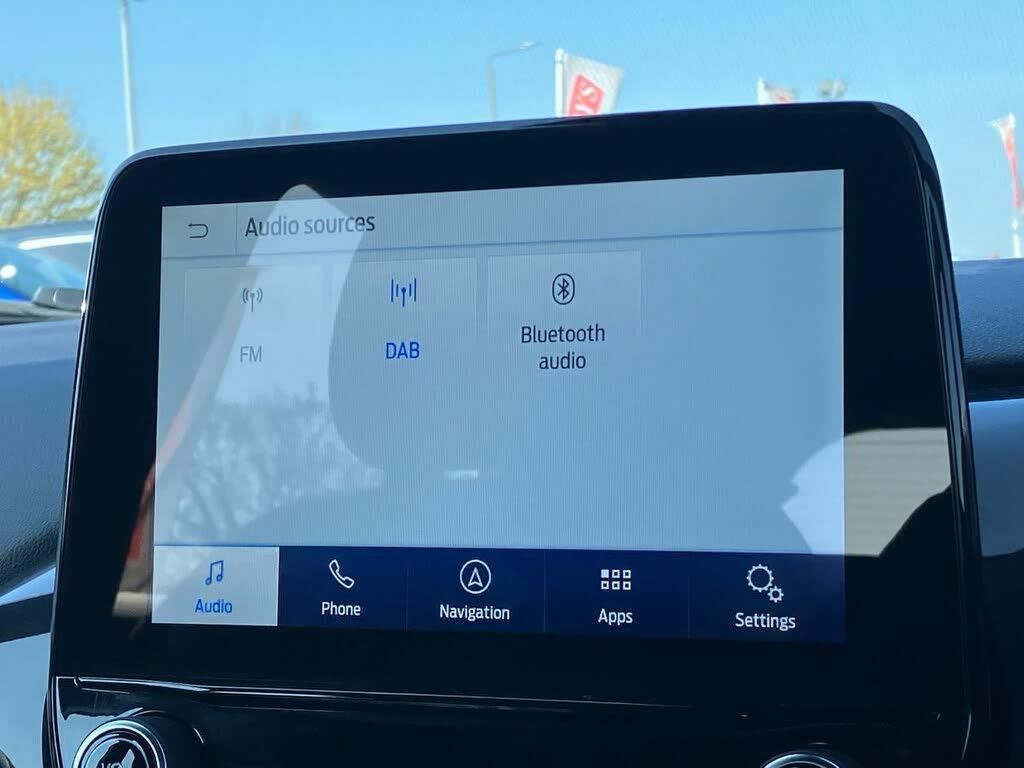 Audio sources
FM
DAB
Bluetooth
audio
Audio
Phone
Navigation
Apps
Settings